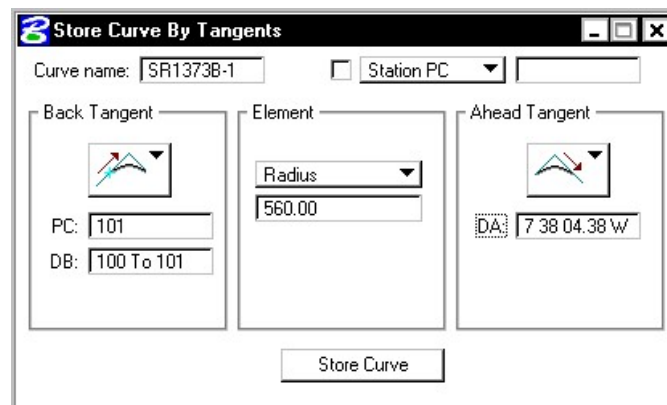 Store Curve By Tangents
Curve name: SR1373B-1
Station PC
Back Tangent
PC: 101
DB: 100 To 101
Element
Radius
560.00
Ahead Tangent
DA: 7 38 04.38 W
Store Curve